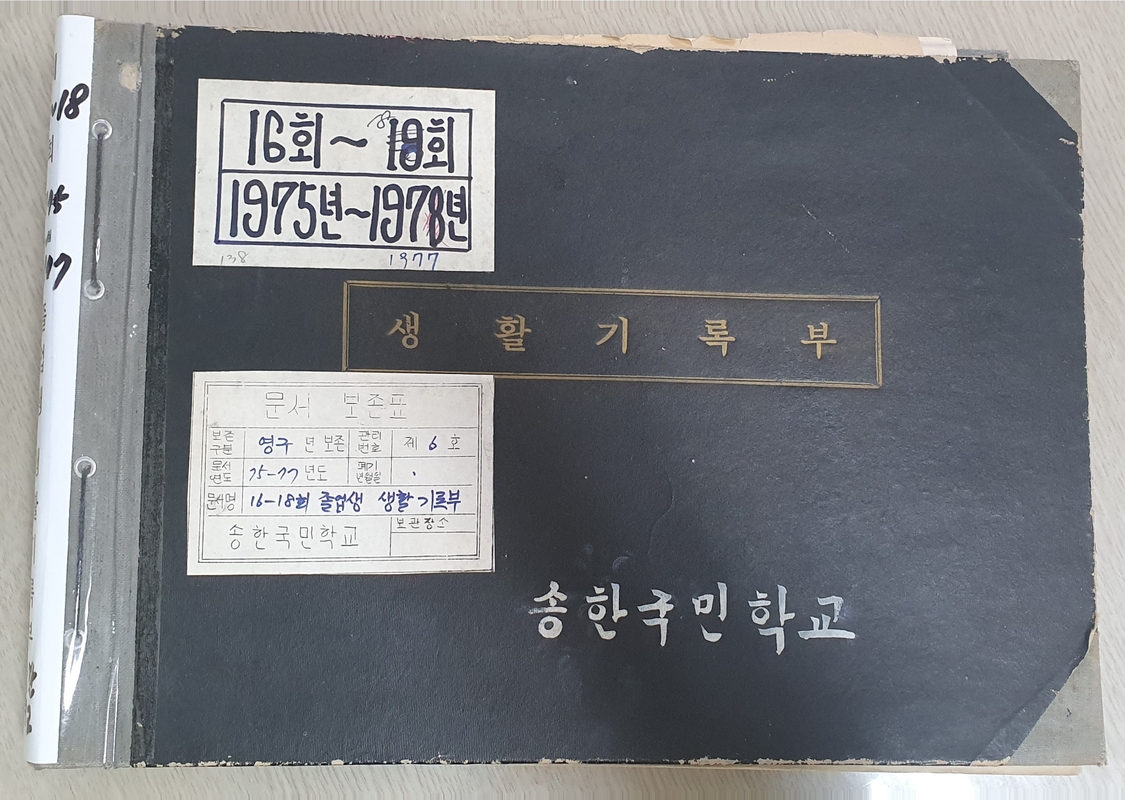 16회~18회
1975년~1978년
138 1977
생활기록부
문서 보존표
보존구분 영구 년 보존 관리번호 제 6 호
문서연도 75-77 년도 폐기년월일
문서명 16-18회 졸업생 생활기록부
송한국민학교 보관장소
송한국민학교
18
17